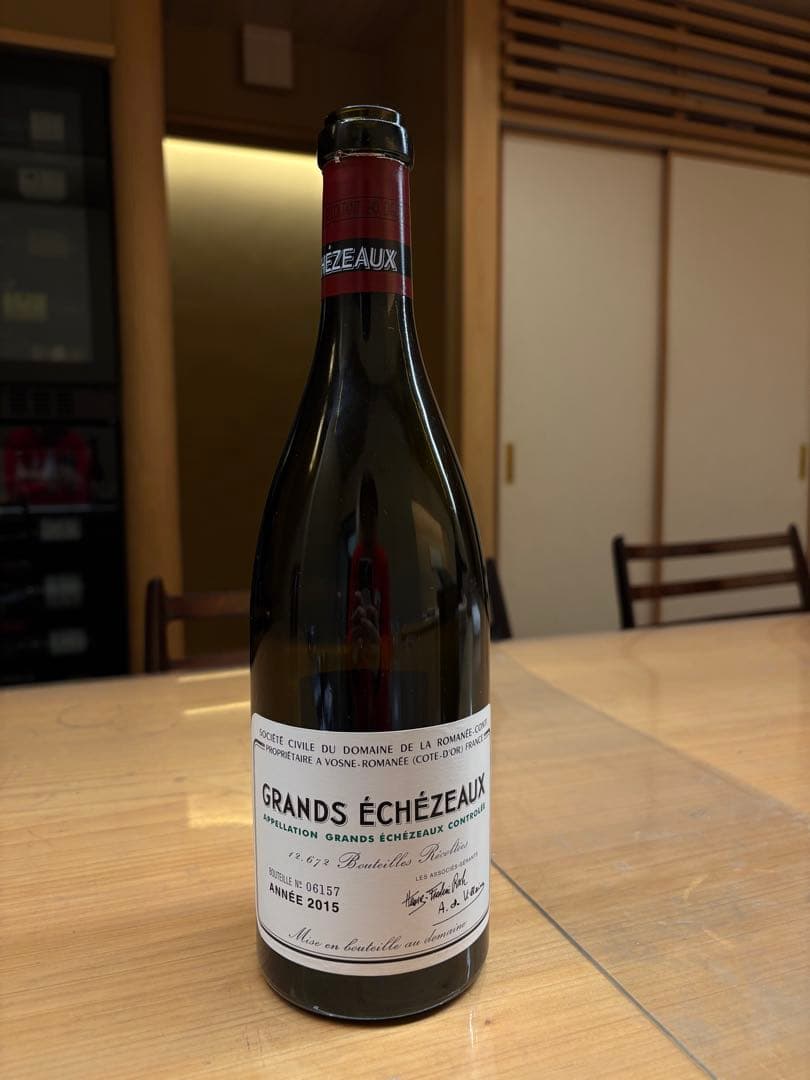 HÉZEAUX
SOCIÉTÉ CIVILE DU DOMAINE DE LA ROMANÉE-CONTI
PROPRIÉTAIRE A VOSNE-ROMANÉE (COTE-D'OR) FRANCE
GRANDS ÉCHÉZEAUX
APPELLATION GRANDS ÉCHÉZEAUX CONTROLÉE
12.672 Bouteilles Récoltées
LES ASSOCIÉS-GÉRANTS
BOUTEILLE Nº 06157
ANNÉE 2015
Mise en bouteille au domaine